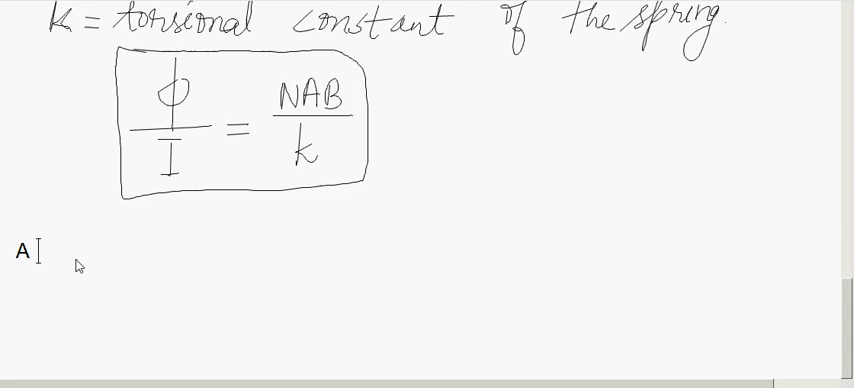 k = torsional constant of the spring.
ϕ/I = NAB/k
A